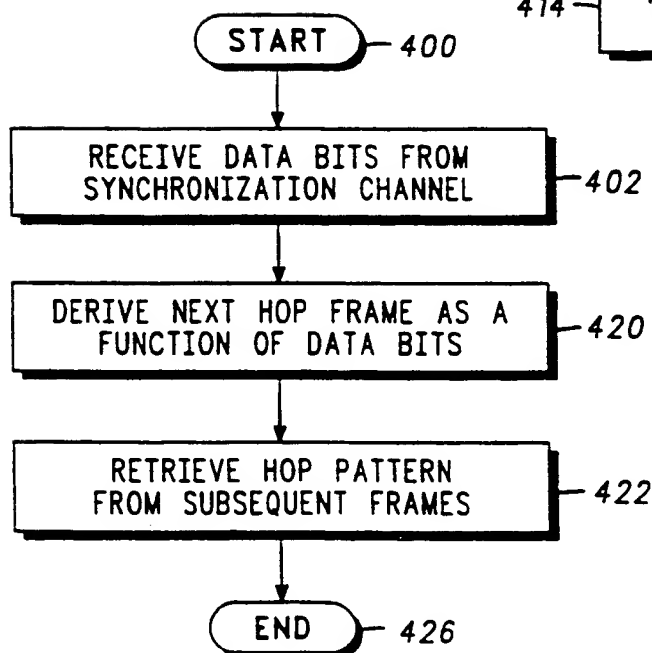 414
START 400
RECEIVE DATA BITS FROM
SYNCHRONIZATION CHANNEL
402
DERIVE NEXT HOP FRAME AS A
FUNCTION OF DATA BITS
420
RETRIEVE HOP PATTERN
FROM SUBSEQUENT FRAMES
422
END 426